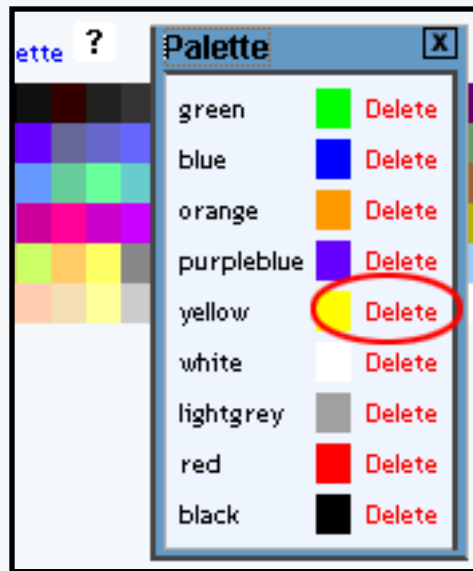 ette ?
Palette X
green Delete
blue Delete
orange Delete
purpleblue Delete
yellow Delete
white Delete
lightgrey Delete
red Delete
black Delete